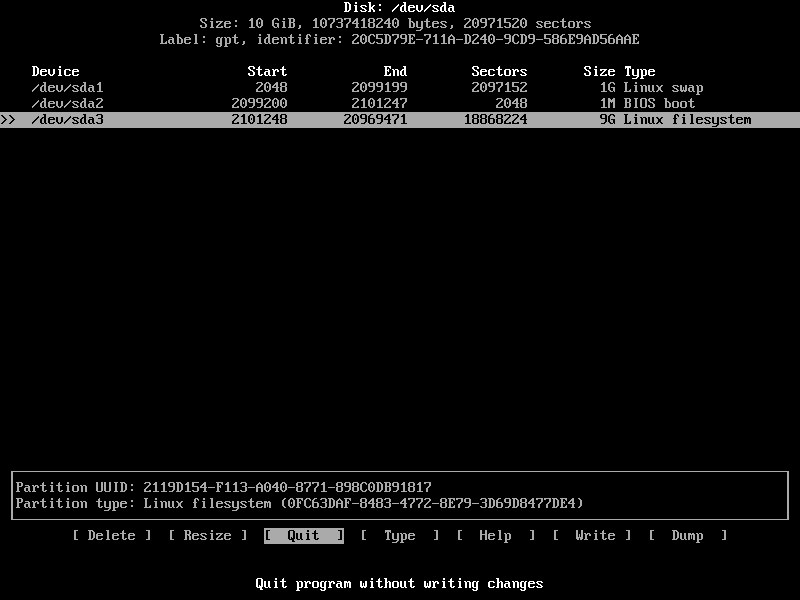 Disk: /dev/sda
Size: 10 GiB, 10737418240 bytes, 20971520 sectors
Label: gpt, identifier: 20C5D79E-711A-D240-9CD9-586E9AD56AAE
Device Start End Sectors Size Type
/dev/sda1 2048 2099199 2097152 1G Linux swap
/dev/sda2 2099200 2101247 2048 1M BIOS boot
>> /dev/sda3 2101248 20969471 18868224 9G Linux filesystem
Partition UUID: 2119D154-F113-A040-8771-898C0DB91817
Partition type: Linux filesystem (0FC63DAF-8483-4772-8E79-3D69D8477DE4)
[ Delete ] [ Resize ] [ Quit ] [ Type ] [ Help ] [ Write ] [ Dump ]
Quit program without writing changes